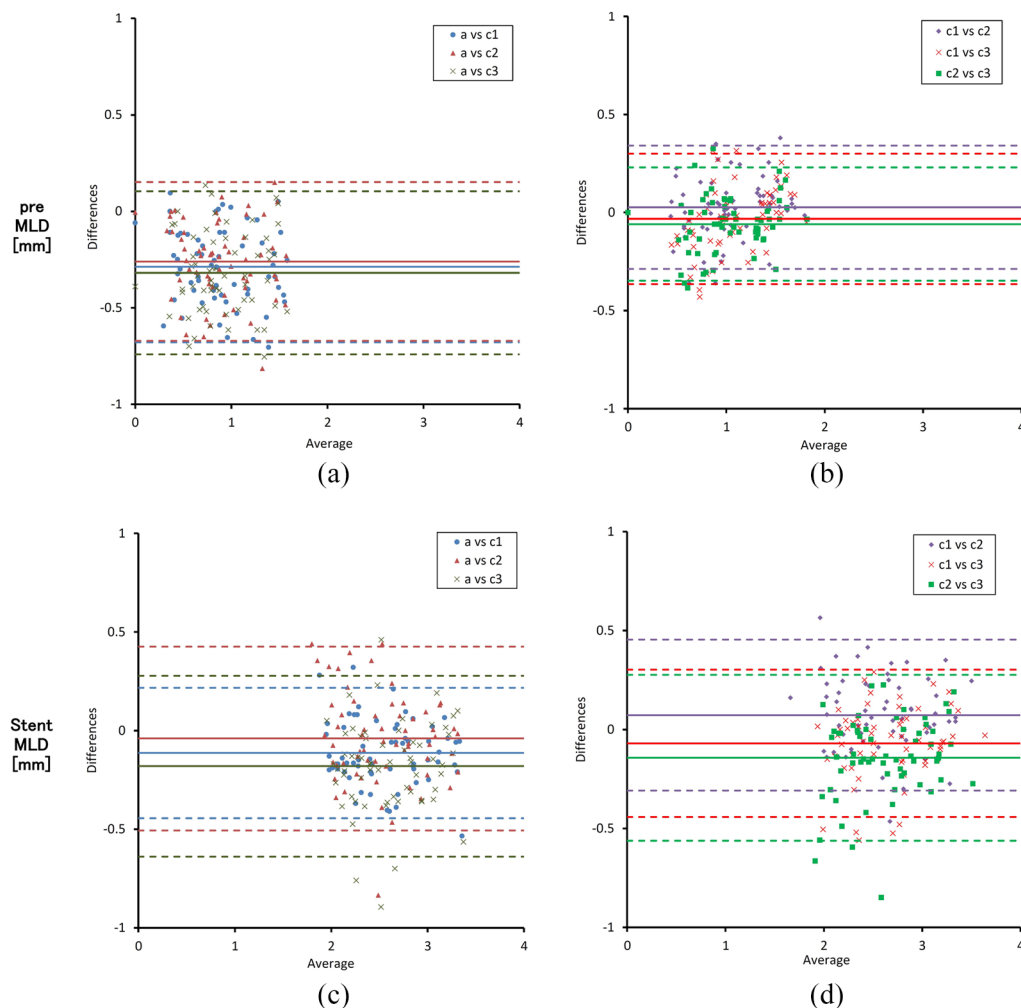 1
a vs c1
a vs c2
a vs c3
0.5
0
-0.5
-1
Differences
0
1
2
3
4
Average
(a)
pre
MLD
[mm]
1
c1 vs c2
c1 vs c3
c2 vs c3
0.5
0
-0.5
-1
Differences
0
1
2
3
4
Average
(b)
1
a vs c1
a vs c2
a vs c3
0.5
0
-0.5
-1
Differences
0
1
2
3
4
Average
(c)
Stent
MLD
[mm]
1
c1 vs c2
c1 vs c3
c2 vs c3
0.5
0
-0.5
-1
Differences
0
1
2
3
4
Average
(d)